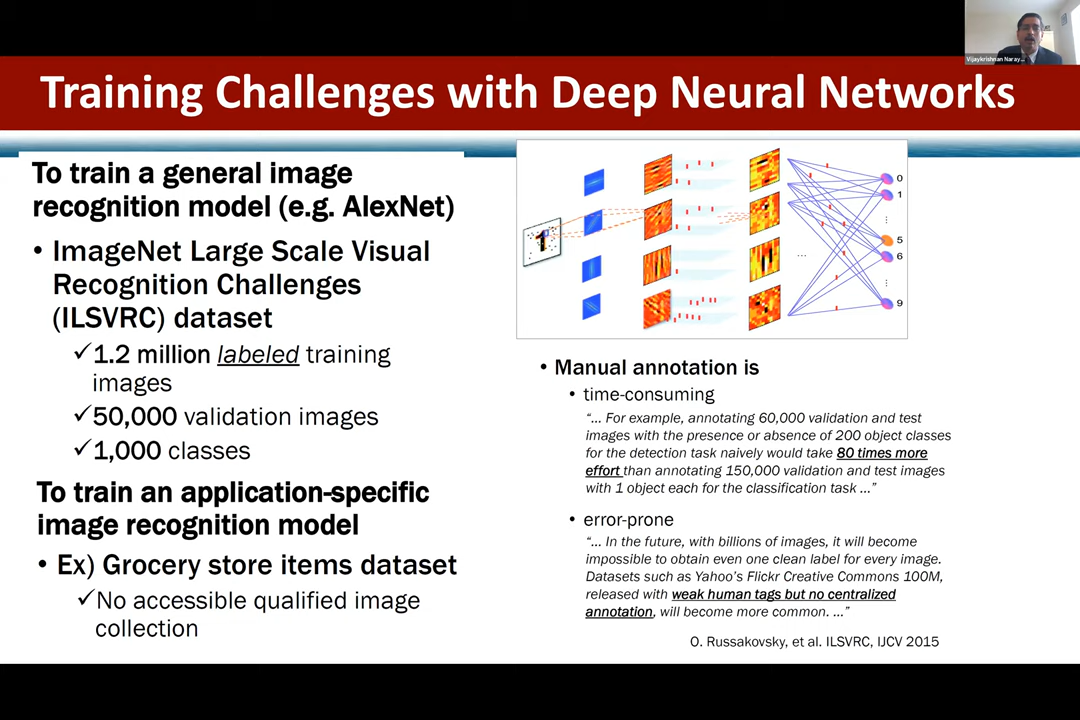 Vijaykrishnan Naray...
Training Challenges with Deep Neural Networks
To train a general image
recognition model (e.g. AlexNet)
• ImageNet Large Scale Visual
Recognition Challenges
(ILSVRC) dataset
✓1.2 million labeled training
images
✓50,000 validation images
✓1,000 classes
To train an application-specific
image recognition model
• Ex) Grocery store items dataset
✓No accessible qualified image
collection
1
...
0
1
⋮
5
6
⋮
9
• Manual annotation is
• time-consuming
“... For example, annotating 60,000 validation and test
images with the presence or absence of 200 object classes
for the detection task naively would take 80 times more
effort than annotating 150,000 validation and test images
with 1 object each for the classification task ...”
• error-prone
“... In the future, with billions of images, it will become
impossible to obtain even one clean label for every image.
Datasets such as Yahoo’s Flickr Creative Commons 100M,
released with weak human tags but no centralized
annotation, will become more common. ...”
O. Russakovsky, et al. ILSVRC, IJCV 2015